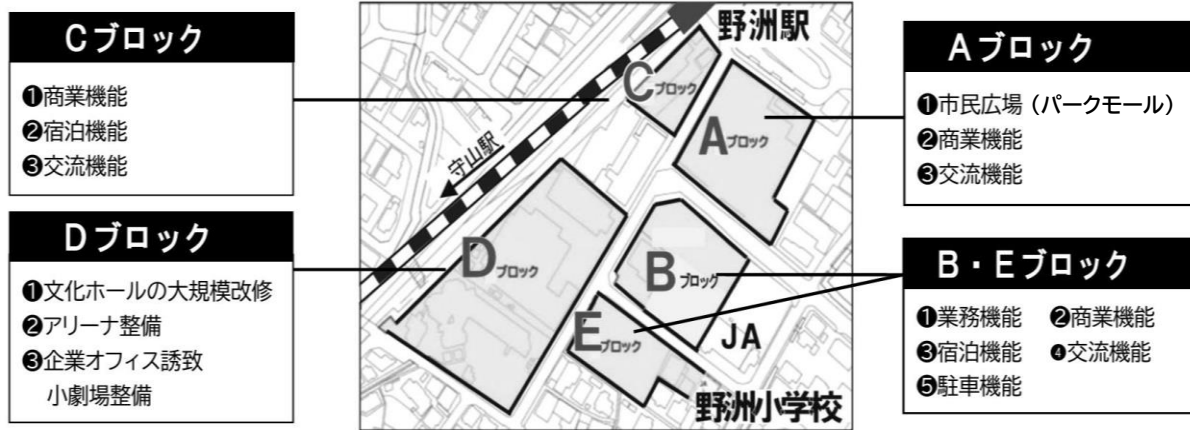 Cブロック
❶商業機能
❷宿泊機能
❸交流機能
Dブロック
❶文化ホールの大規模改修
❷アリーナ整備
❸企業オフィス誘致
小劇場整備
野洲駅
Cブロック
Aブロック
守山駅
Dブロック
Bブロック
Eブロック
JA
野洲小学校
Aブロック
❶市民広場（パークモール）
❷商業機能
❸交流機能
B・Eブロック
❶業務機能 ❷商業機能
❸宿泊機能 ❹交流機能
❺駐車機能